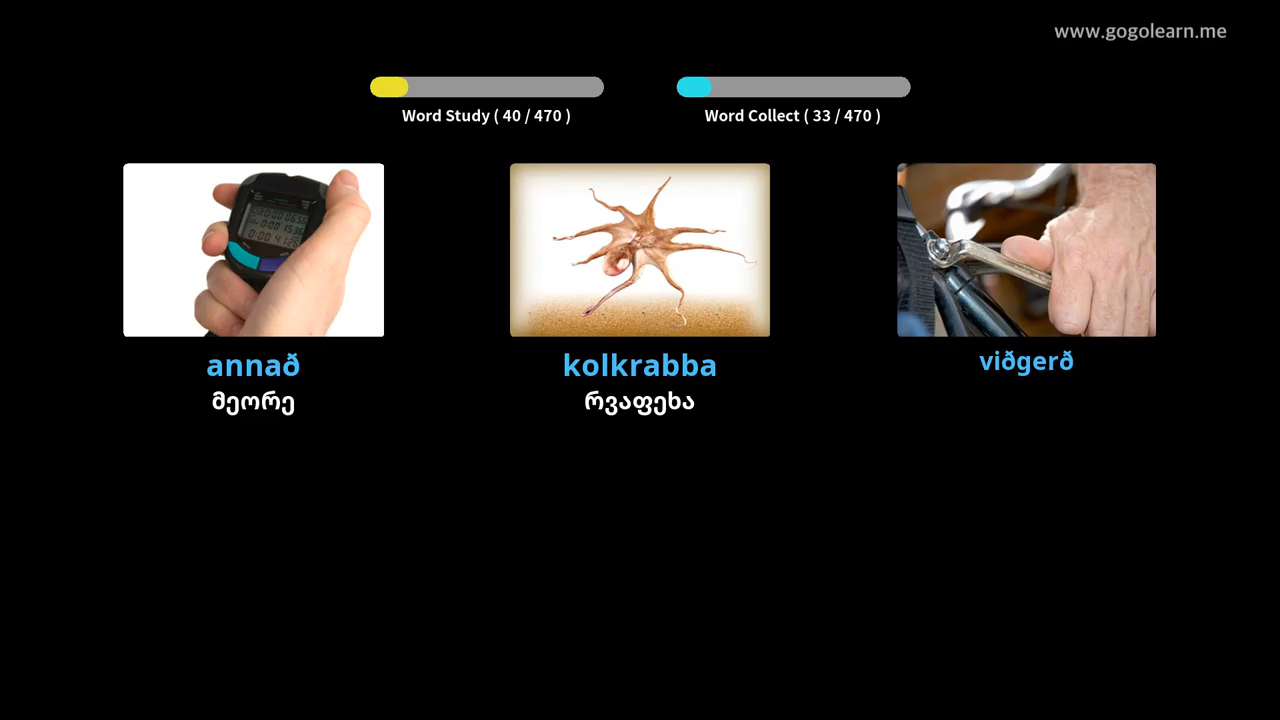 www.gogolearn.me
Word Study ( 40 / 470 )
Word Collect ( 33 / 470 )
annað
kolkrabba
viðgerð
მეორე
რვაფეხა